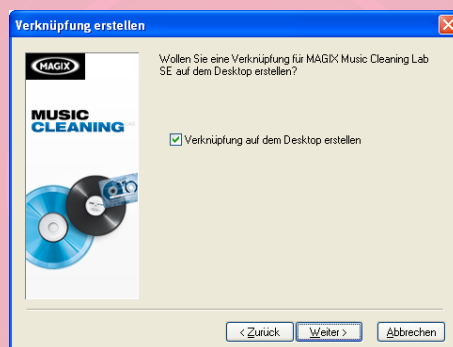 Verknüpfung erstellen
MAGIX
Wollen Sie eine Verknüpfung für MAGIX Music Cleaning Lab
SE auf dem Desktop erstellen?
MUSIC
CLEANING LAB
Verknüpfung auf dem Desktop erstellen
< Zurück
Weiter >
Abbrechen